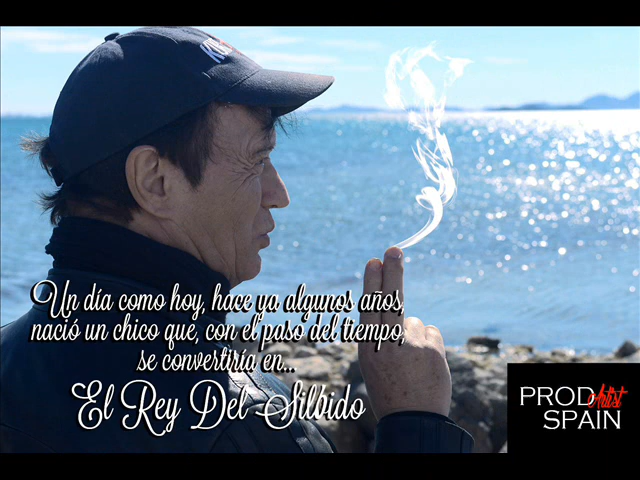 Un día como hoy, hace ya algunos años,
nació un chico que, con el paso del tiempo,
se convertiría en...
El Rey Del Silbido
PROD Artist
SPAIN